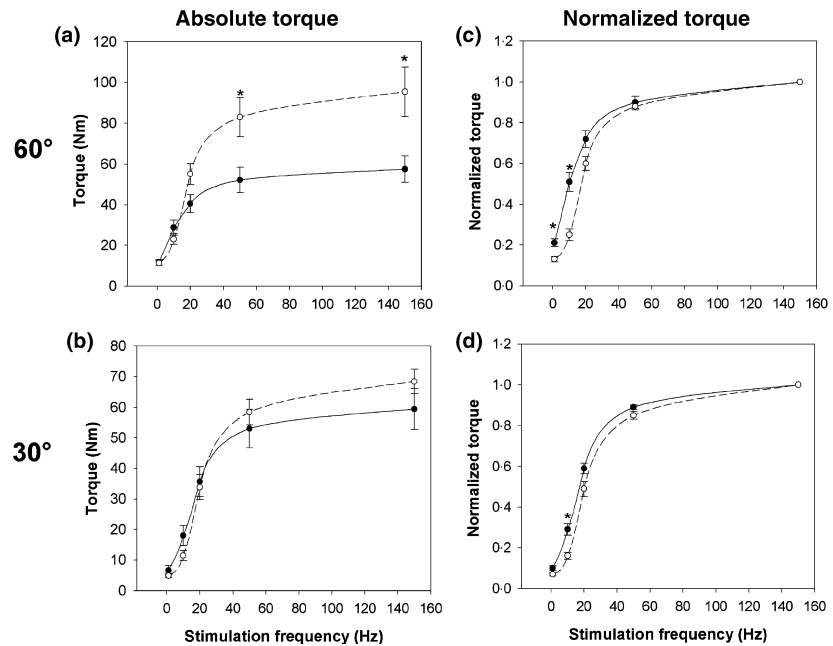 Absolute torque
Normalized torque
(a)
120
100
80
60
40
20
0
Torque (Nm)
*
*
0 20 40 60 80 100 120 140 160
60°
(c)
1·2
1·0
0·8
0·6
0·4
0·2
0·0
Normalized torque
*
*
0 20 40 60 80 100 120 140 160
(b)
80
70
60
50
40
30
20
10
0
Torque (Nm)
0 20 40 60 80 100 120 140 160
Stimulation frequency (Hz)
30°
(d)
1·2
1·0
0·8
0·6
0·4
0·2
0·0
Normalized torque
*
0 20 40 60 80 100 120 140 160
Stimulation frequency (Hz)